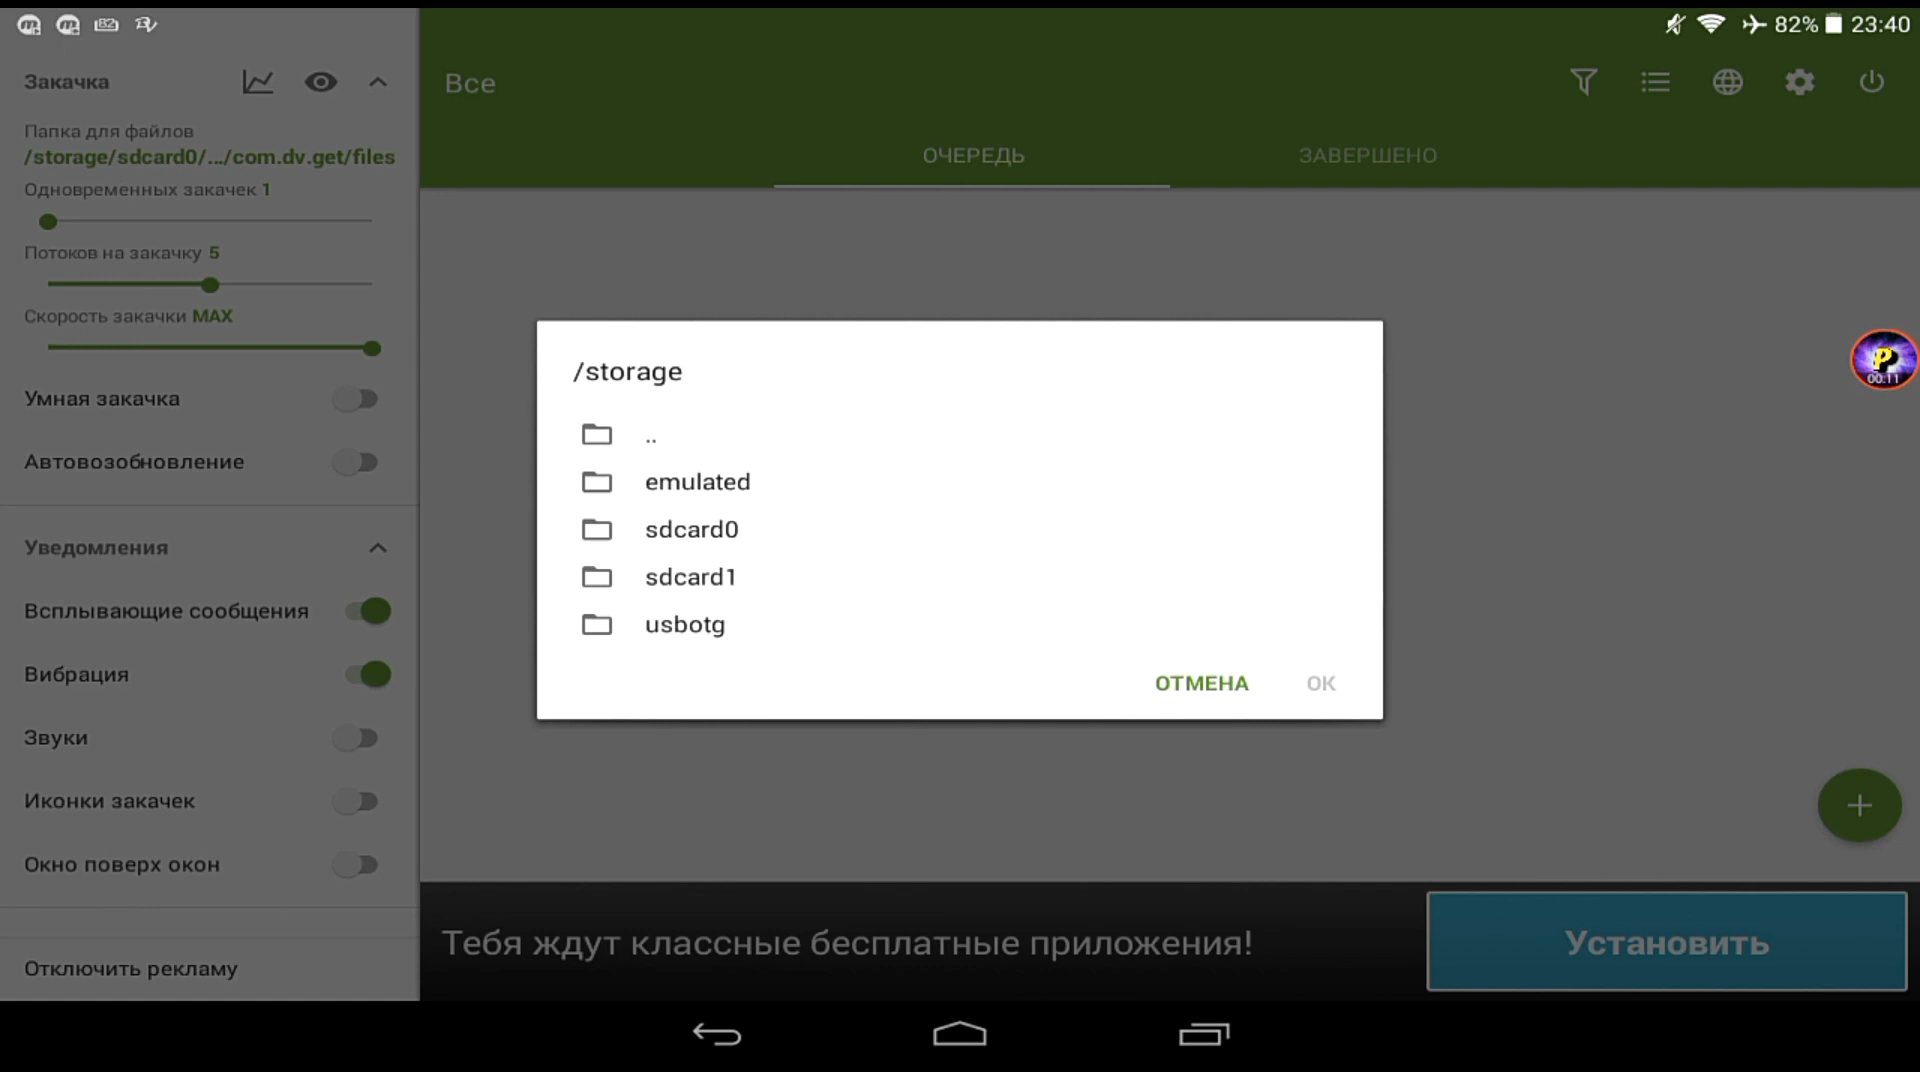 82
82% 23:40
Закачка
Папка для файлов
/storage/sdcard0/.../com.dv.get/files
Одновременных закачек 1
Потоков на закачку 5
Скорость закачки MAX
Умная закачка
Автовозобновление
Уведомления
Всплывающие сообщения
Вибрация
Звуки
Иконки закачек
Окно поверх окон
Отключить рекламу
Все
ОЧЕРЕДЬ
ЗАВЕРШЕНО
/storage
..
emulated
sdcard0
sdcard1
usbotg
ОТМЕНА
ОК
P
00:11
Тебя ждут классные бесплатные приложения!
Установить